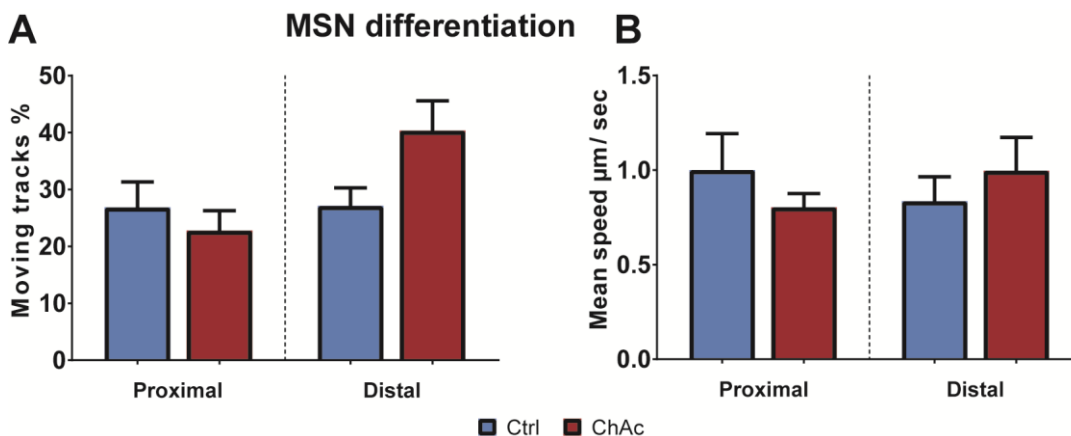 A MSN differentiation B
Moving tracks %
50
40
30
20
10
0
Proximal Distal
Mean speed µm/ sec
1.5
1.0
0.5
0.0
Proximal Distal
Ctrl ChAc